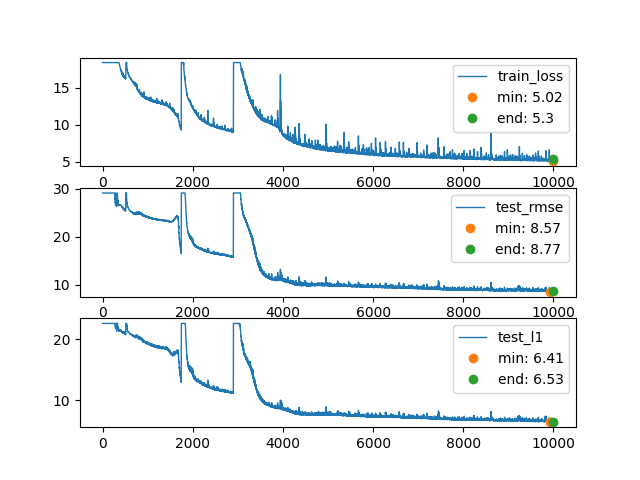 train_loss
min: 5.02
end: 5.3
15
10
5
0 2000 4000 6000 8000 10000
test_rmse
min: 8.57
end: 8.77
30
20
10
0 2000 4000 6000 8000 10000
test_l1
min: 6.41
end: 6.53
20
10
0 2000 4000 6000 8000 10000